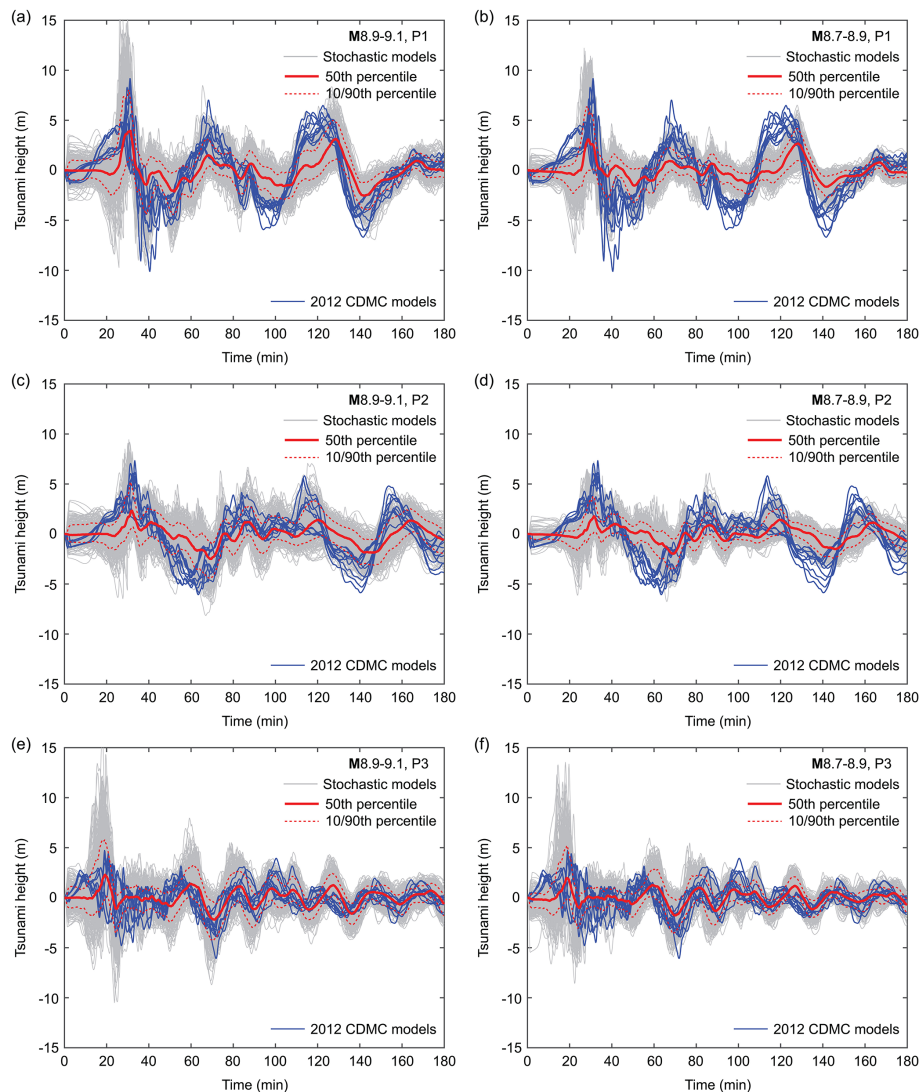 (a)
15
10
5
0
-5
-10
-15
Tsunami height (m)
M8.9-9.1, P1
Stochastic models
50th percentile
10/90th percentile
2012 CDMC models
0 20 40 60 80 100 120 140 160 180
Time (min)
(b)
15
10
5
0
-5
-10
-15
Tsunami height (m)
M8.7-8.9, P1
Stochastic models
50th percentile
10/90th percentile
2012 CDMC models
0 20 40 60 80 100 120 140 160 180
Time (min)
(c)
15
10
5
0
-5
-10
-15
Tsunami height (m)
M8.9-9.1, P2
Stochastic models
50th percentile
10/90th percentile
2012 CDMC models
0 20 40 60 80 100 120 140 160 180
Time (min)
(d)
15
10
5
0
-5
-10
-15
Tsunami height (m)
M8.7-8.9, P2
Stochastic models
50th percentile
10/90th percentile
2012 CDMC models
0 20 40 60 80 100 120 140 160 180
Time (min)
(e)
15
10
5
0
-5
-10
-15
Tsunami height (m)
M8.9-9.1, P3
Stochastic models
50th percentile
10/90th percentile
2012 CDMC models
0 20 40 60 80 100 120 140 160 180
Time (min)
(f)
15
10
5
0
-5
-10
-15
Tsunami height (m)
M8.7-8.9, P3
Stochastic models
50th percentile
10/90th percentile
2012 CDMC models
0 20 40 60 80 100 120 140 160 180
Time (min)